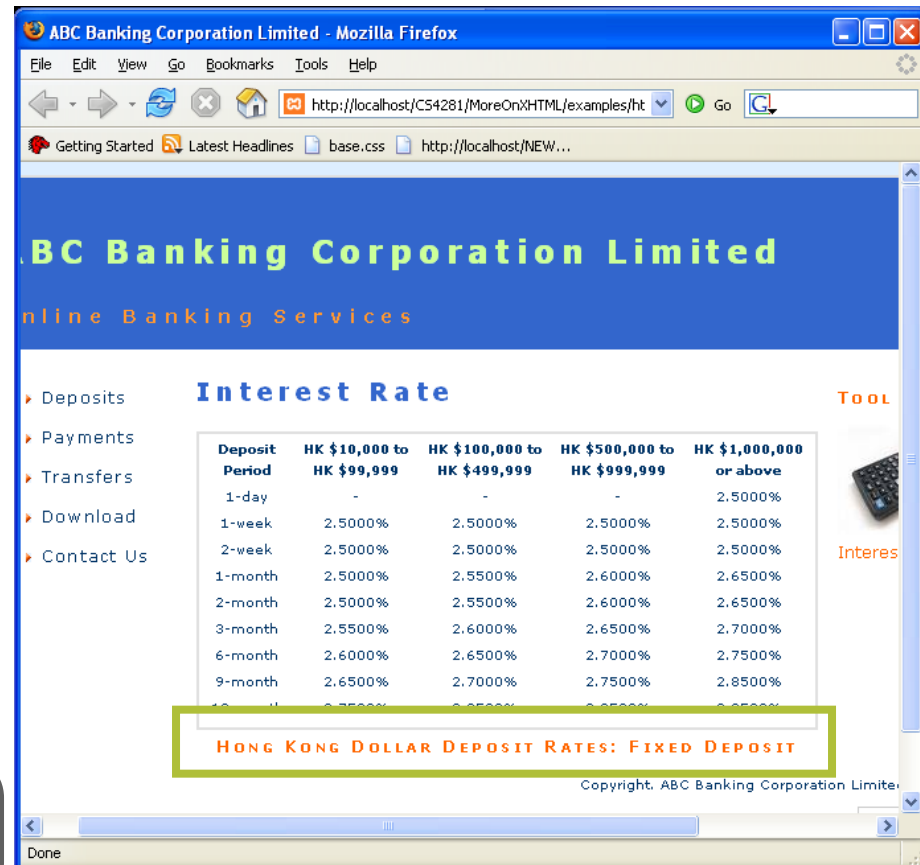 ABC Banking Corporation Limited - Mozilla Firefox
File Edit View Go Bookmarks Tools Help
http://localhost/CS4281/MoreOnXHTML/examples/ht Go
Getting Started Latest Headlines base.css http://localhost/NEW...
BC Banking Corporation Limited
nline Banking Services
Deposits
Payments
Transfers
Download
Contact Us
Interest Rate
Deposit Period HK $10,000 to HK $99,999 HK $100,000 to HK $499,999 HK $500,000 to HK $999,999 HK $1,000,000 or above
1-day - - - 2.5000%
1-week 2.5000% 2.5000% 2.5000% 2.5000%
2-week 2.5000% 2.5000% 2.5000% 2.5000%
1-month 2.5000% 2.5500% 2.6000% 2.6500%
2-month 2.5000% 2.5500% 2.6000% 2.6500%
3-month 2.5500% 2.6000% 2.6500% 2.7000%
6-month 2.6000% 2.6500% 2.7000% 2.7500%
9-month 2.6500% 2.7000% 2.7500% 2.8500%
Hong Kong Dollar Deposit Rates: Fixed Deposit
Tool
Interes
Copyright. ABC Banking Corporation Limite
Done